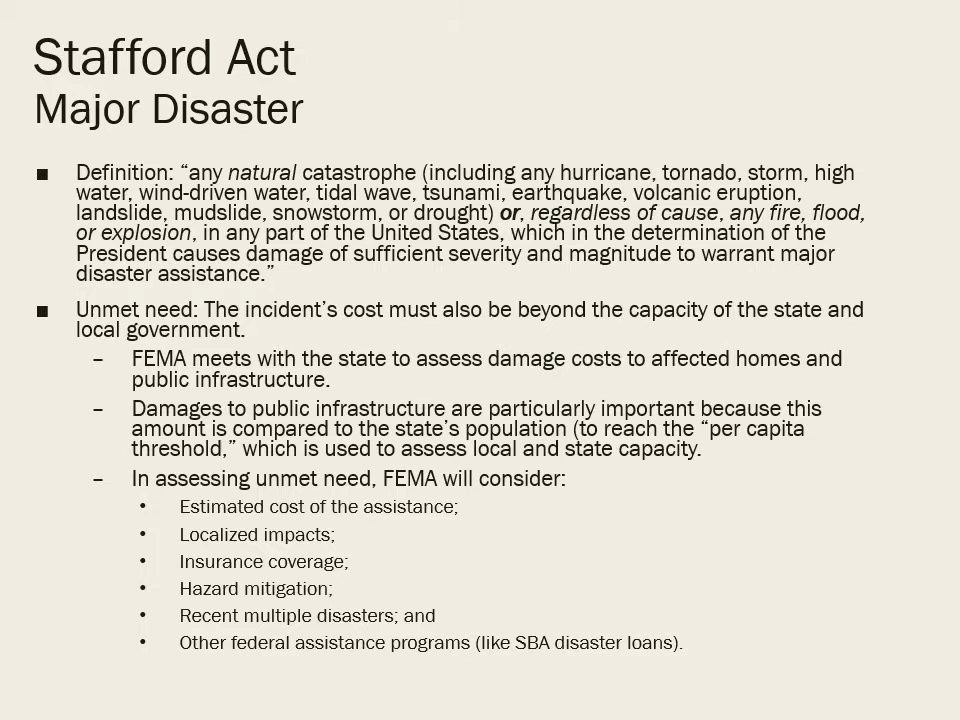 Stafford Act
Major Disaster
■ Definition: “any natural catastrophe (including any hurricane, tornado, storm, high
water, wind-driven water, tidal wave, tsunami, earthquake, volcanic eruption,
landslide, mudslide, snowstorm, or drought) or, regardless of cause, any fire, flood,
or explosion, in any part of the United States, which in the determination of the
President causes damage of sufficient severity and magnitude to warrant major
disaster assistance.”
■ Unmet need: The incident’s cost must also be beyond the capacity of the state and
local government.
– FEMA meets with the state to assess damage costs to affected homes and
public infrastructure.
– Damages to public infrastructure are particularly important because this
amount is compared to the state’s population (to reach the “per capita
threshold,” which is used to assess local and state capacity.
– In assessing unmet need, FEMA will consider:
• Estimated cost of the assistance;
• Localized impacts;
• Insurance coverage;
• Hazard mitigation;
• Recent multiple disasters; and
• Other federal assistance programs (like SBA disaster loans).